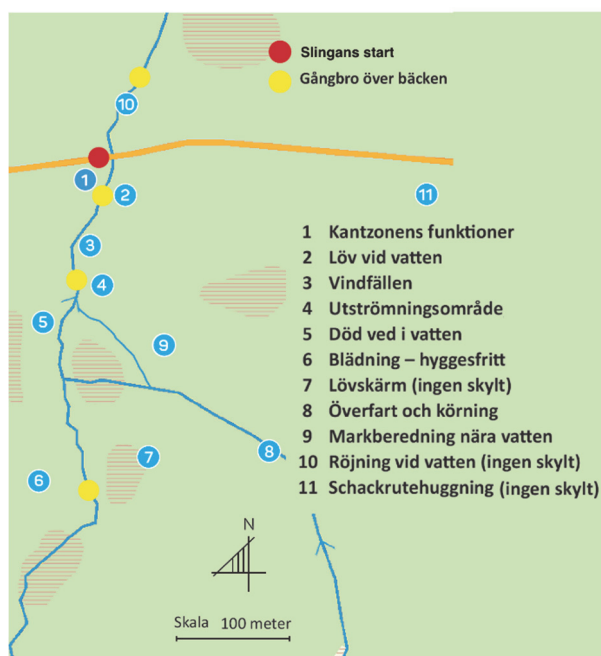 Slingans start
Gångbro över bäcken
10
1
2
11
3
4
5
9
6
7
8
1 Kantzonens funktioner
2 Löv vid vatten
3 Vindfällen
4 Utströmningsområde
5 Död ved i vatten
6 Blädning – hyggesfritt
7 Lövskärm (ingen skylt)
8 Överfart och körning
9 Markberedning nära vatten
10 Röjning vid vatten (ingen skylt)
11 Schackrutehuggning (ingen skylt)
N
Skala 100 meter